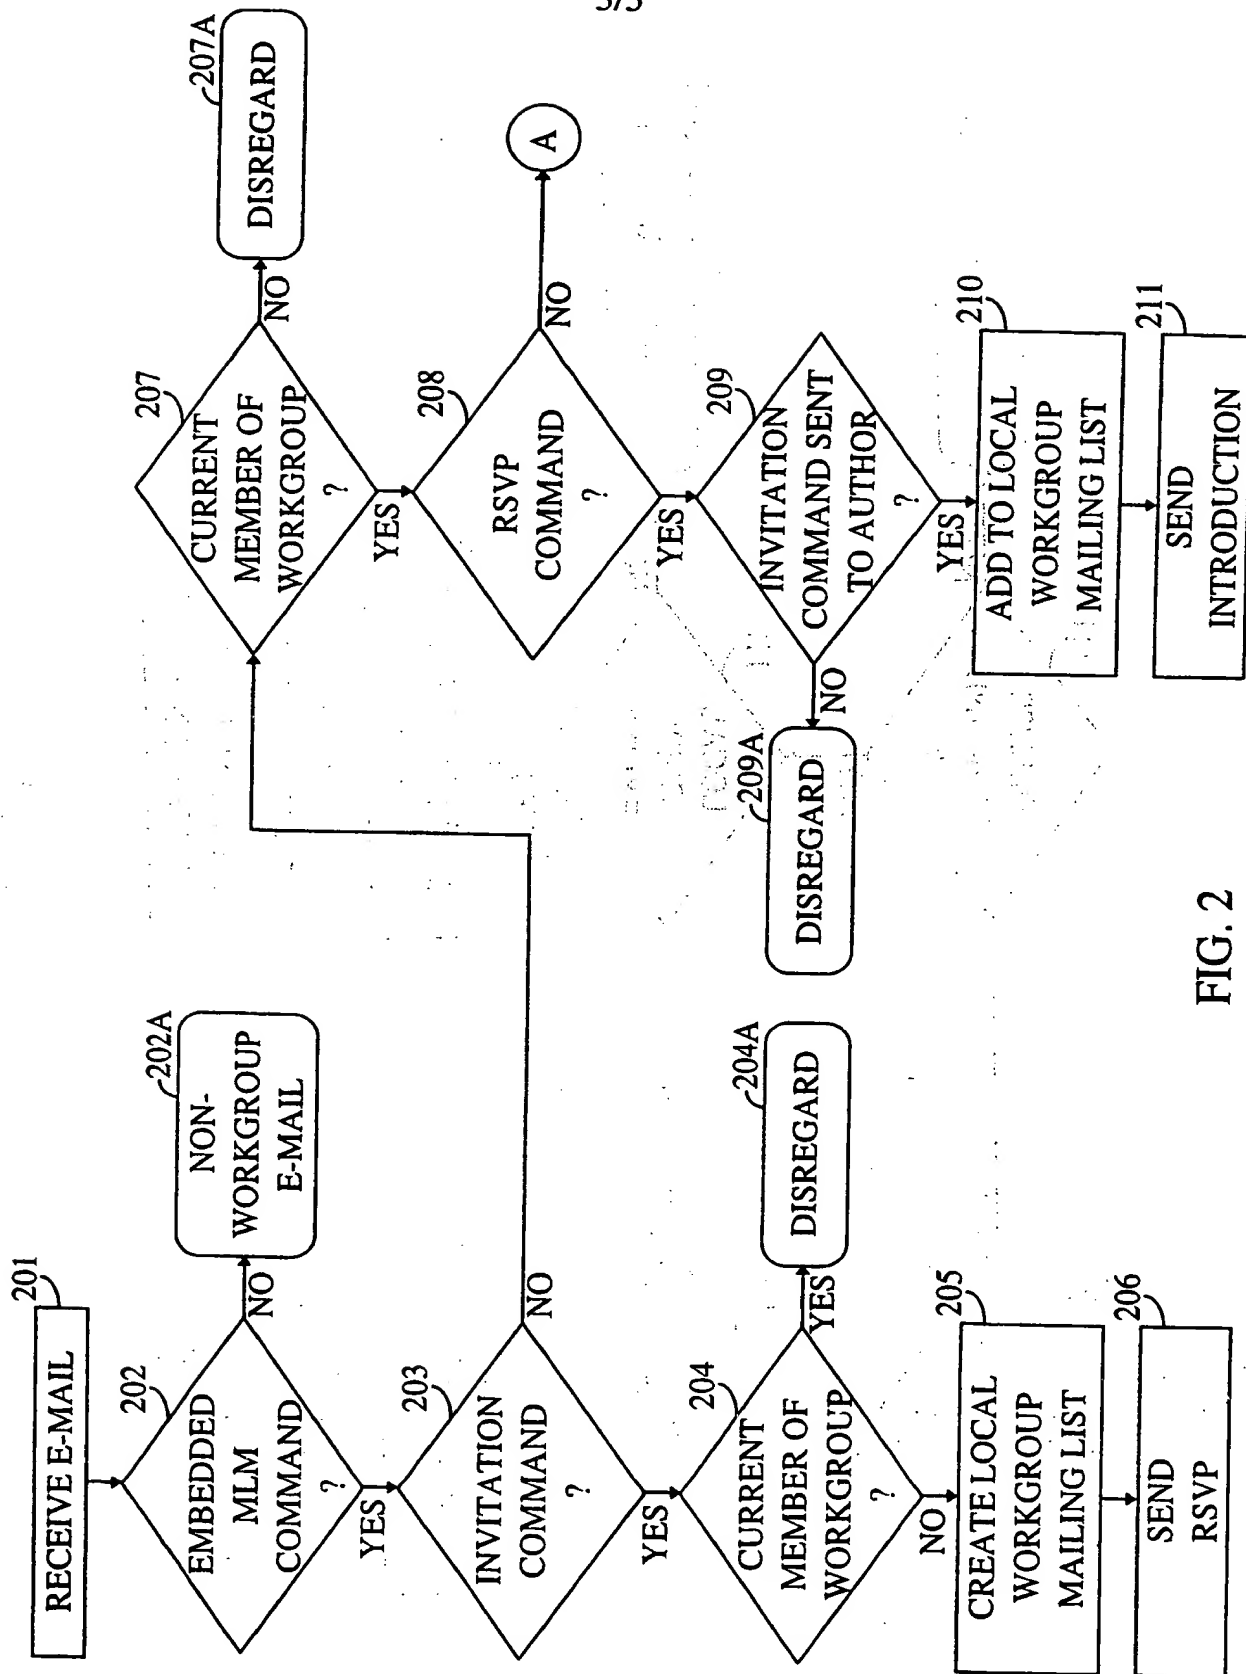 201
RECEIVE E-MAIL
202
EMBEDDED
MLM
COMMAND
?
NO
202A
NON-
WORKGROUP
E-MAIL
YES
203
INVITATION
COMMAND
?
NO
YES
204
CURRENT
MEMBER OF
WORKGROUP
?
YES
204A
DISREGARD
NO
205
CREATE LOCAL
WORKGROUP
MAILING LIST
206
SEND
RSVP
207
CURRENT
MEMBER OF
WORKGROUP
?
NO
207A
DISREGARD
YES
208
RSVP
COMMAND
?
NO
A
YES
209
INVITATION
COMMAND SENT
TO AUTHOR
?
NO
209A
DISREGARD
YES
210
ADD TO LOCAL
WORKGROUP
MAILING LIST
211
SEND
INTRODUCTION
FIG. 2